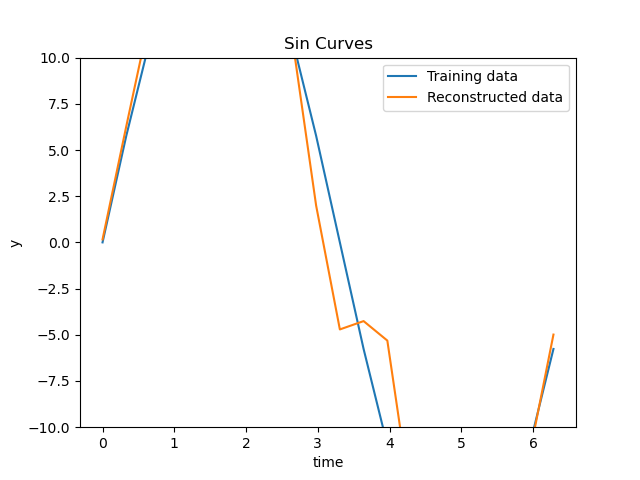 Sin Curves
10.0
7.5
5.0
2.5
0.0
−2.5
−5.0
−7.5
−10.0
y
Training data
Reconstructed data
0 1 2 3 4 5 6
time